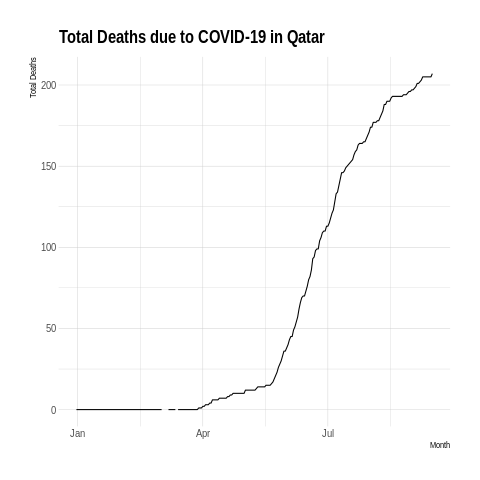 Total Deaths due to COVID-19 in Qatar
Total Deaths
200
150
100
50
0
Jan
Apr
Jul
Month